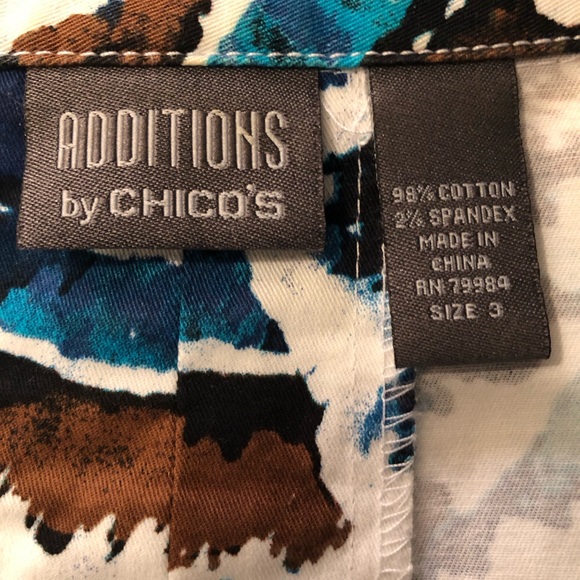 ADDITIONS
by CHICO'S
98% COTTON
2% SPANDEX
MADE IN
CHINA
RN 79984
SIZE 3